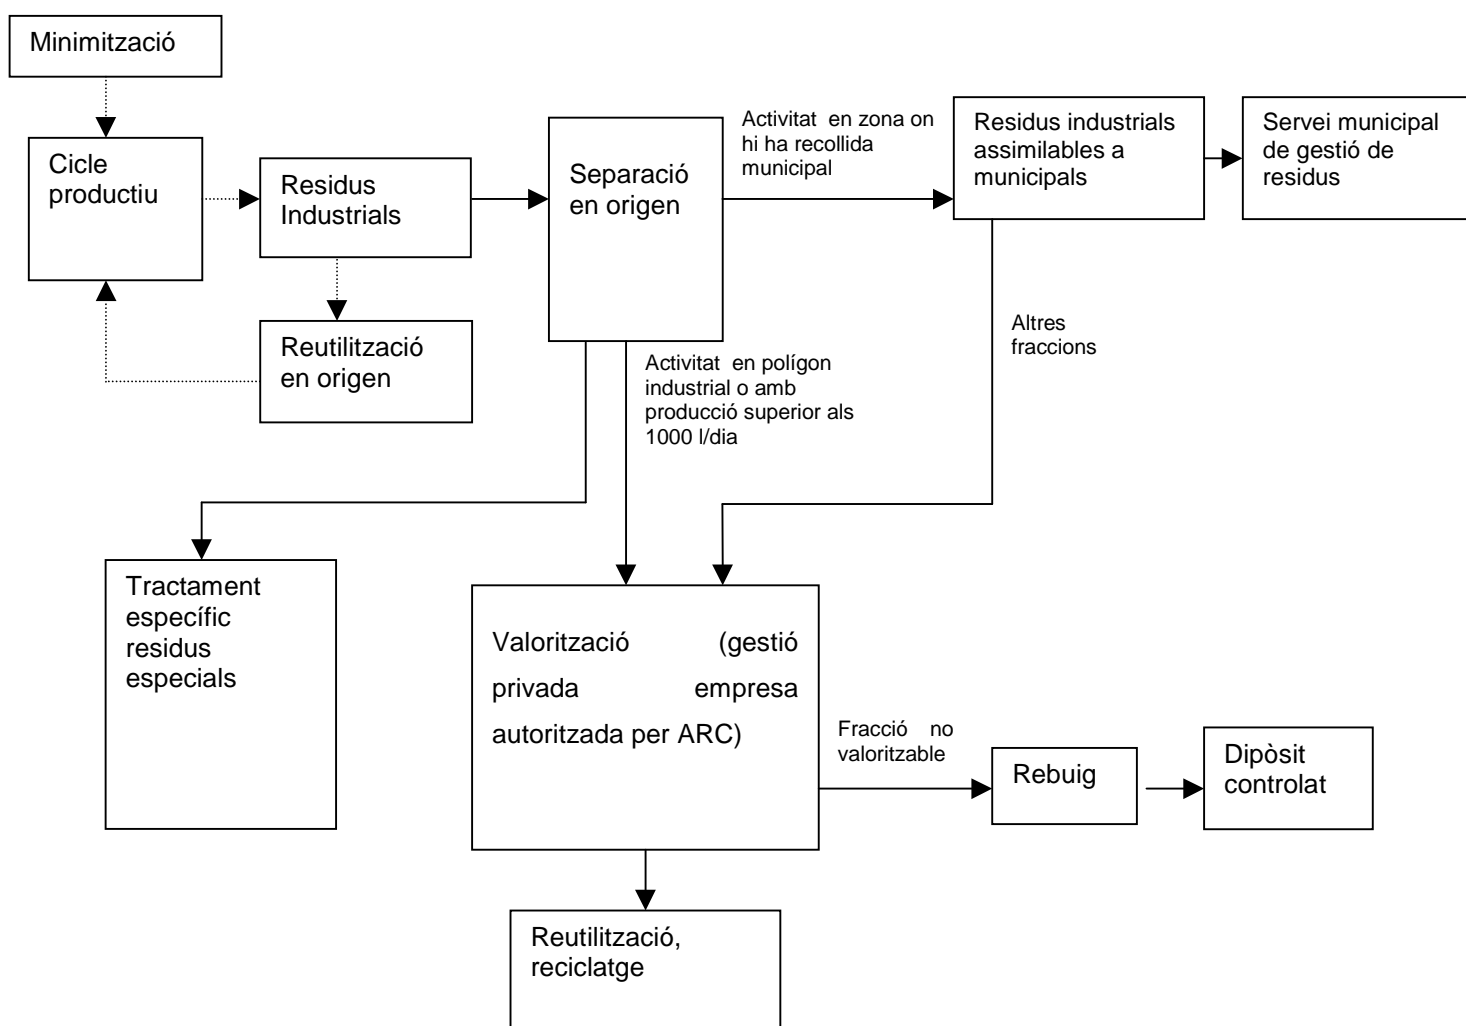 Minimització
Cicle
productiu
Residus
Industrials
Reutilització
en origen
Separació
en origen
Activitat en zona on
hi ha recollida
municipal
Residus industrials
assimilables a
municipals
Servei municipal
de gestió de
residus
Altres
fraccions
Activitat en polígon
industrial o amb
producció superior als
1000 l/dia
Tractament
específic
residus
especials
Valorització (gestió
privada empresa
autoritzada per ARC)
Fracció no
valoritzable
Rebuig
Dipòsit
controlat
Reutilització,
reciclatge